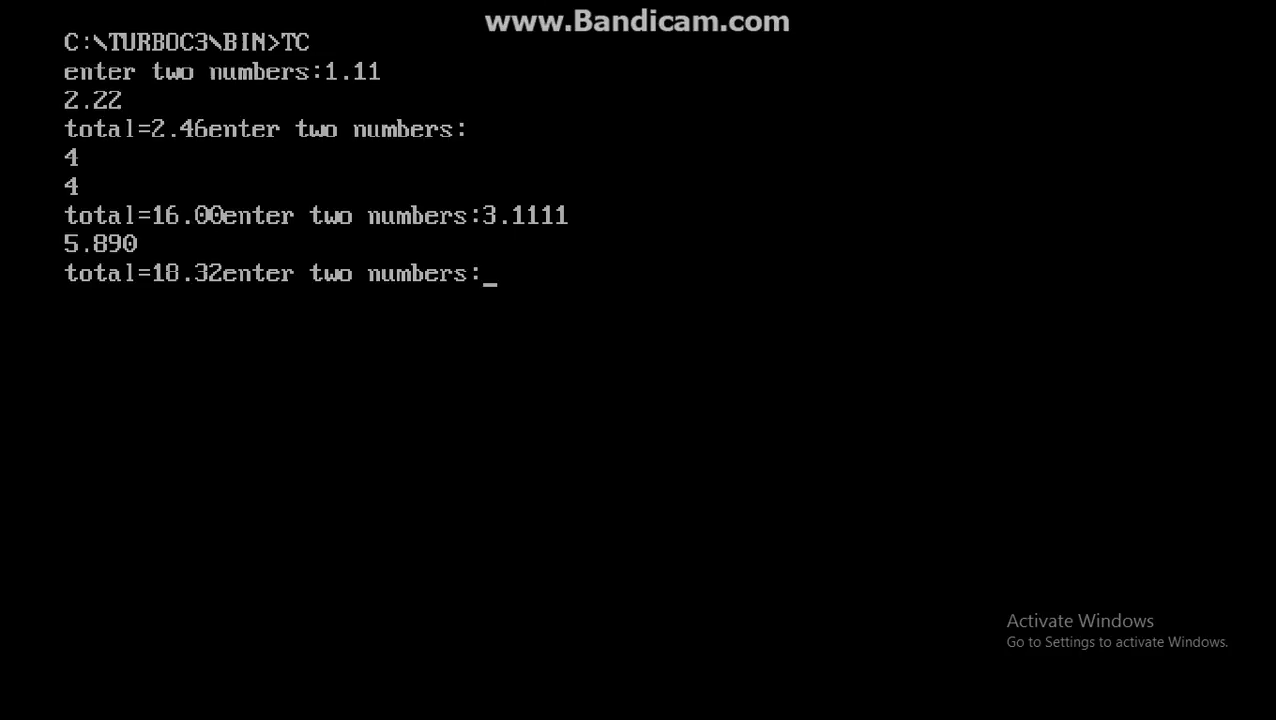 www.Bandicam.com
C:\TURBOC3\BIN>TC
enter two numbers:1.11
2.22
total=2.46enter two numbers:
4
4
total=16.00enter two numbers:3.1111
5.890
total=18.32enter two numbers:_
Activate Windows
Go to Settings to activate Windows.